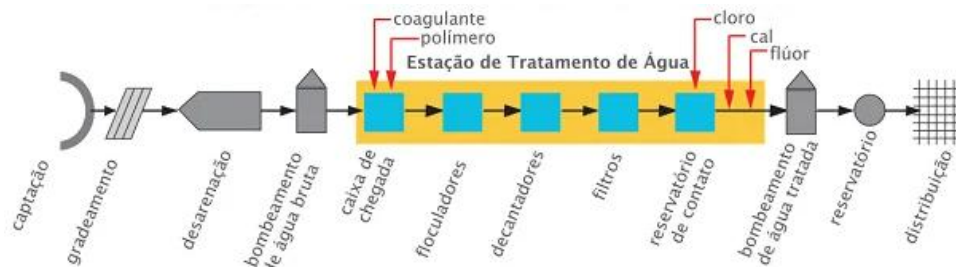 coagulante
polímero
cloro
cal
flúor
Estação de Tratamento de Água
captação
gradeamento
desarenação
bombeamento
de água bruta
caixa de
chegada
floculadores
decantadores
filtros
reservatório
de contato
bombeamento
de água tratada
reservatório
distribuição